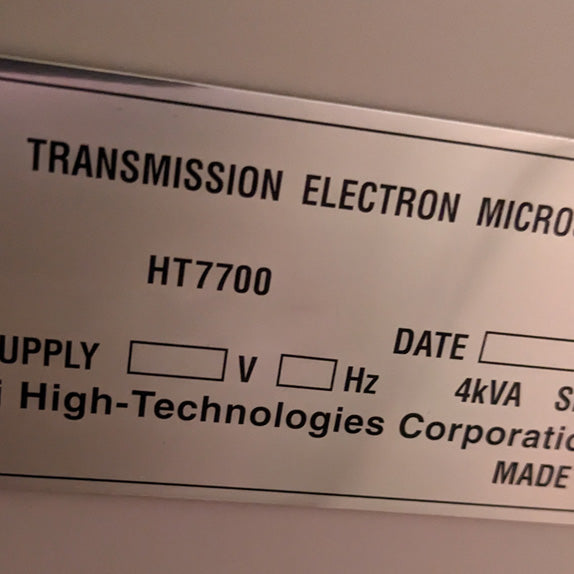 TRANSMISSION ELECTRON MICRO
HT7700
UPPLY V Hz DATE
4kVA S
i High-Technologies Corporatio
MADE